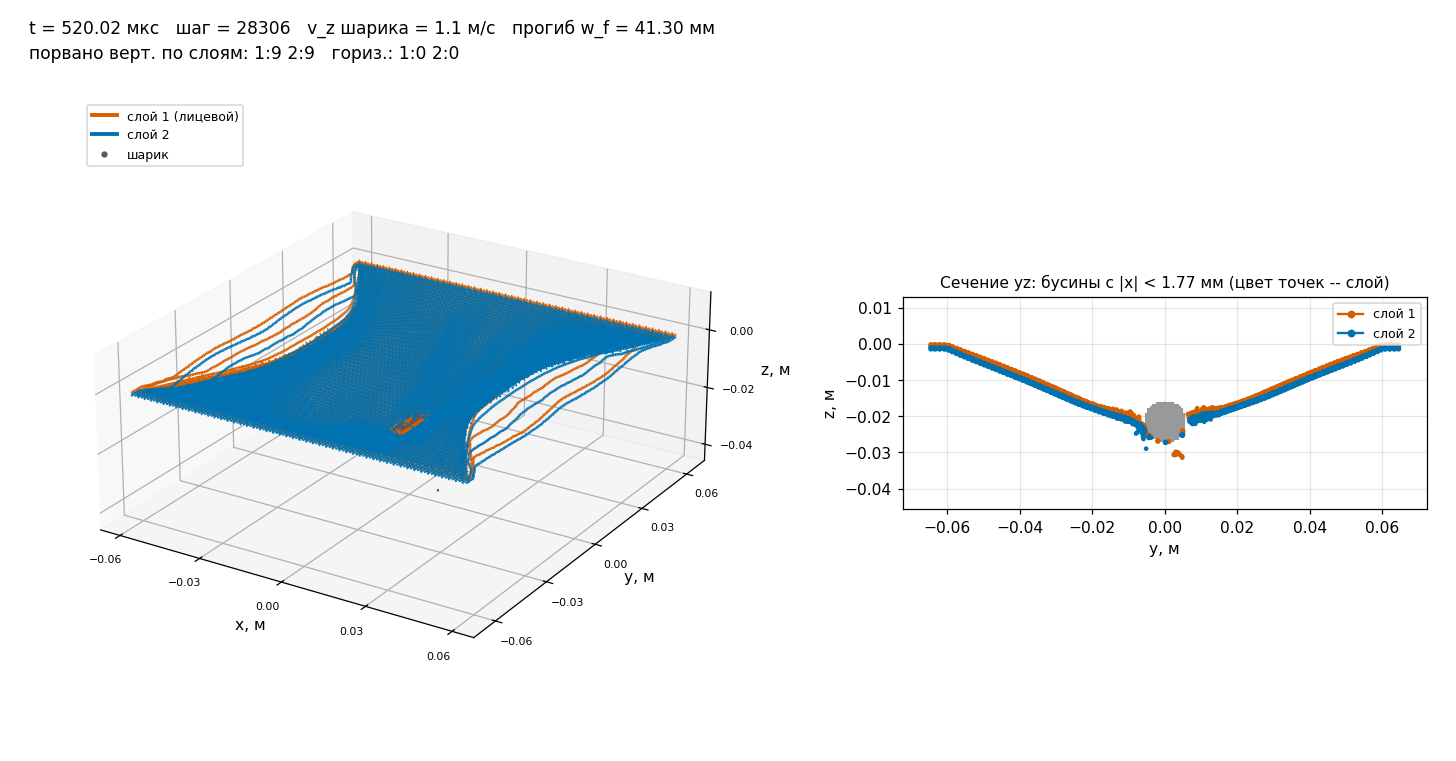 t = 520.02 мкс   шаг = 28306   v_z шарика = 1.1 м/с   прогиб w_f = 41.30 мм
порвано верт. по слоям: 1:9 2:9   гориз.: 1:0 2:0
слой 1 (лицевой)
слой 2
шарик
0.00
z, м
−0.02
−0.04
0.06
0.03
0.00
y, м
−0.03
−0.06
−0.06
−0.03
0.00
x, м
0.03
0.06
Сечение yz: бусины с |x| < 1.77 мм (цвет точек -- слой)
слой 1
слой 2
0.01
0.00
−0.01
−0.02
−0.03
−0.04
z, м
−0.06
−0.04
−0.02
0.00
0.02
0.04
0.06
y, м